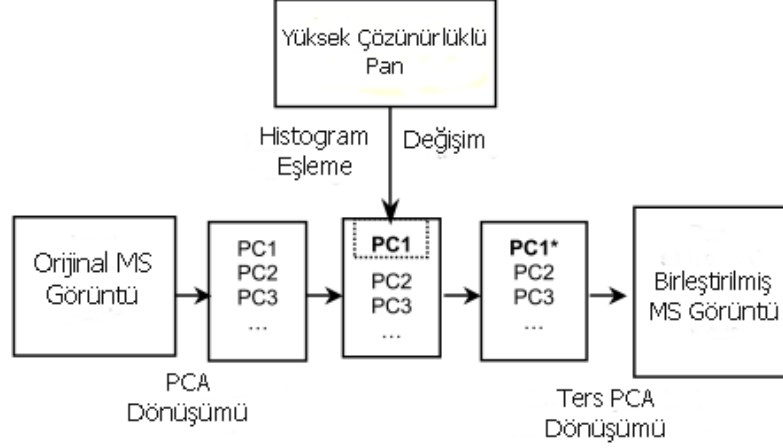 Yüksek Çözünürlüklü
Pan
Histogram
Eşleme
Değişim
Orijinal MS
Görüntü
PC1
PC2
PC3
...
PC1
PC2
PC3
...
PC1*
PC2
PC3
...
Birleştirilmiş
MS Görüntü
PCA
Dönüşümü
Ters PCA
Dönüşümü